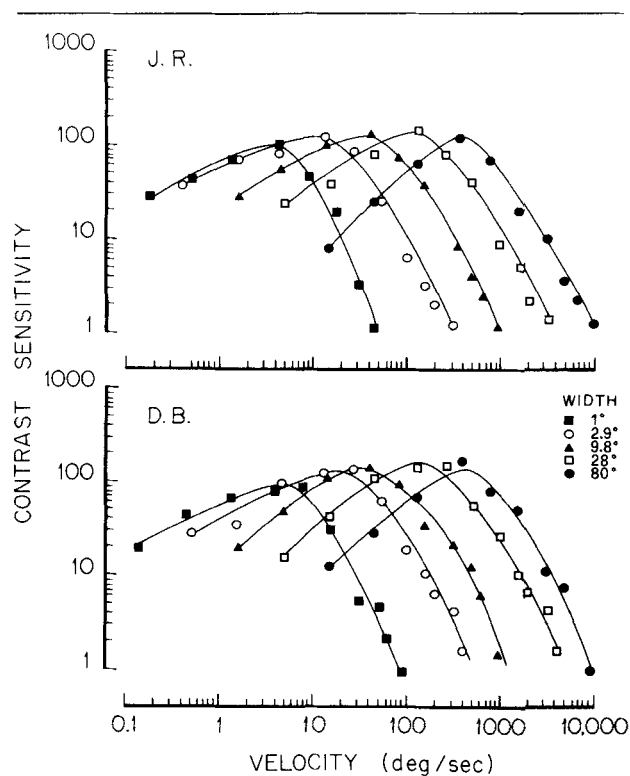 1000
J. R.
100
10
1
CONTRAST SENSITIVITY
1000
D. B.
100
10
1
WIDTH
1°
2.9°
9.8°
28°
80°
0.1 1 10 100 1000 10,000
VELOCITY (deg/sec)